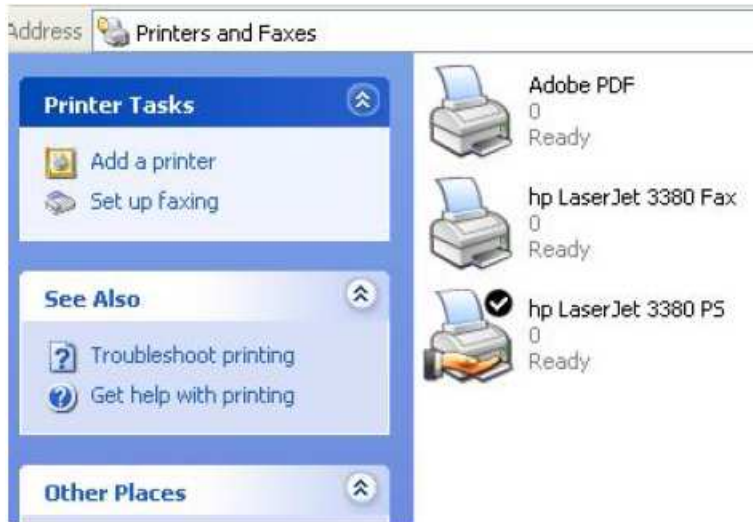 Address Printers and Faxes
Printer Tasks
Add a printer
Set up faxing
See Also
Troubleshoot printing
Get help with printing
Other Places
Adobe PDF
0
Ready
hp LaserJet 3380 Fax
0
Ready
hp LaserJet 3380 PS
0
Ready